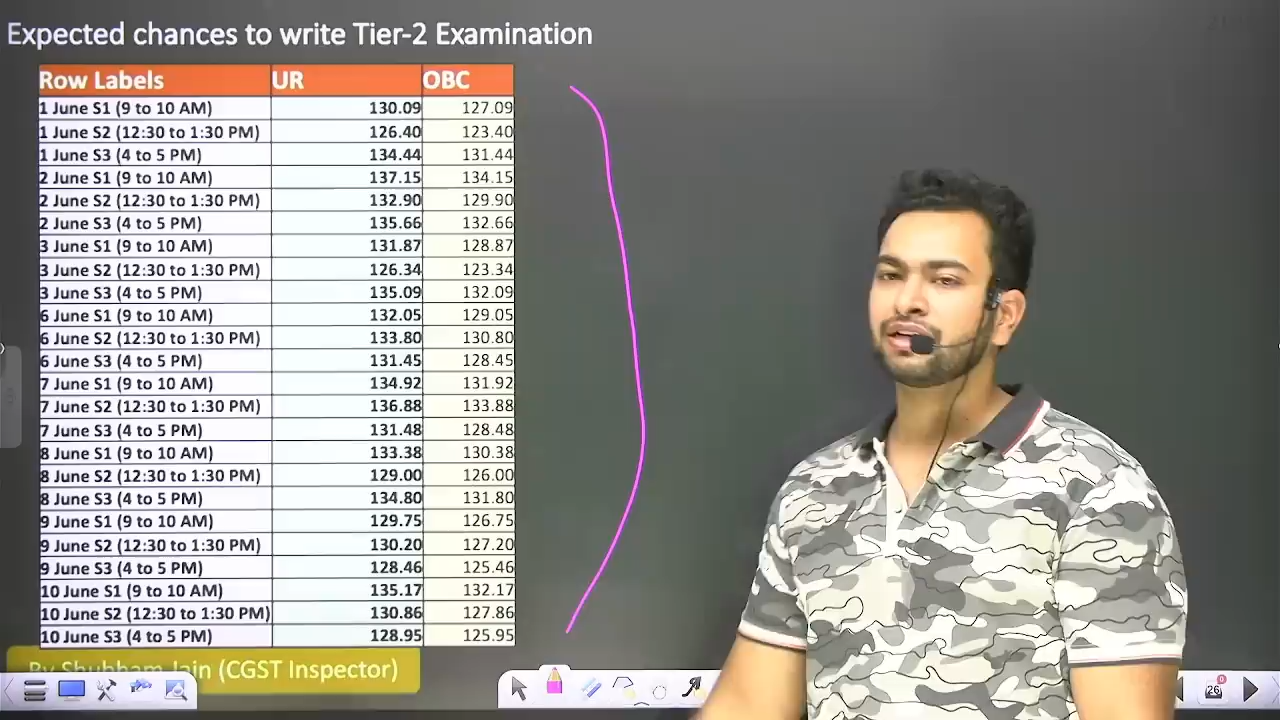 Expected chances to write Tier-2 Examination
Row Labels UR OBC
1 June S1 (9 to 10 AM) 130.09 127.09
1 June S2 (12:30 to 1:30 PM) 126.40 123.40
1 June S3 (4 to 5 PM) 134.44 131.44
2 June S1 (9 to 10 AM) 137.15 134.15
2 June S2 (12:30 to 1:30 PM) 132.90 129.90
2 June S3 (4 to 5 PM) 135.66 132.66
3 June S1 (9 to 10 AM) 131.87 128.87
3 June S2 (12:30 to 1:30 PM) 126.34 123.34
3 June S3 (4 to 5 PM) 135.09 132.09
6 June S1 (9 to 10 AM) 132.05 129.05
6 June S2 (12:30 to 1:30 PM) 133.80 130.80
6 June S3 (4 to 5 PM) 131.45 128.45
7 June S1 (9 to 10 AM) 134.92 131.92
7 June S2 (12:30 to 1:30 PM) 136.88 133.88
7 June S3 (4 to 5 PM) 131.48 128.48
8 June S1 (9 to 10 AM) 133.38 130.38
8 June S2 (12:30 to 1:30 PM) 129.00 126.00
8 June S3 (4 to 5 PM) 134.80 131.80
9 June S1 (9 to 10 AM) 129.75 126.75
9 June S2 (12:30 to 1:30 PM) 130.20 127.20
9 June S3 (4 to 5 PM) 128.46 125.46
10 June S1 (9 to 10 AM) 135.17 132.17
10 June S2 (12:30 to 1:30 PM) 130.86 127.86
10 June S3 (4 to 5 PM) 128.95 125.95
By Shubham Jain (CGST Inspector)
26